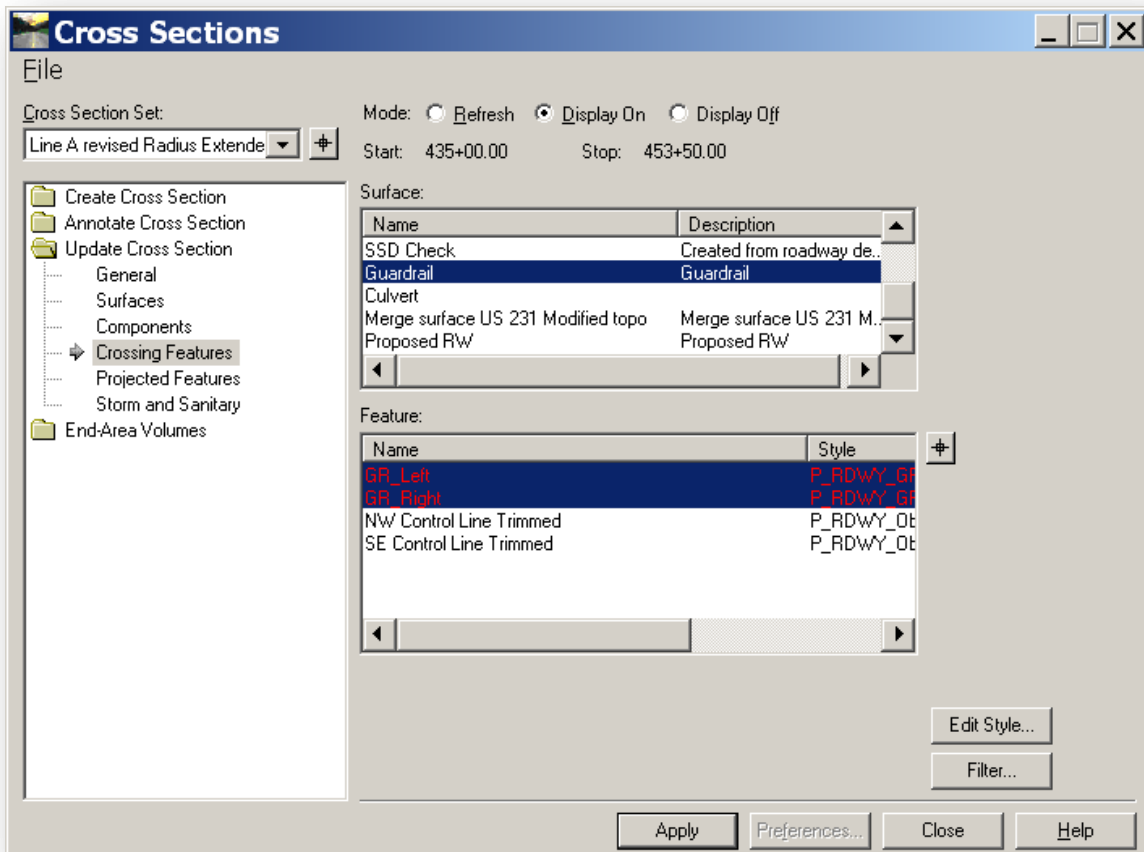 Cross Sections
File
Cross Section Set:
Line A revised Radius Extende
Mode: Refresh Display On Display Off
Start: 435+00.00 Stop: 453+50.00
Create Cross Section
Annotate Cross Section
Update Cross Section
General
Surfaces
Components
Crossing Features
Projected Features
Storm and Sanitary
End-Area Volumes
Surface:
Name Description
SSD Check Created from roadway de..
Guardrail Guardrail
Culvert
Merge surface US 231 Modified topo Merge surface US 231 M..
Proposed RW Proposed RW
Feature:
Name Style
GR_Left P_RDWY_GR
GR_Right P_RDWY_GR
NW Control Line Trimmed P_RDWY_Ob
SE Control Line Trimmed P_RDWY_Ob
Edit Style...
Filter...
Apply Preferences... Close Help